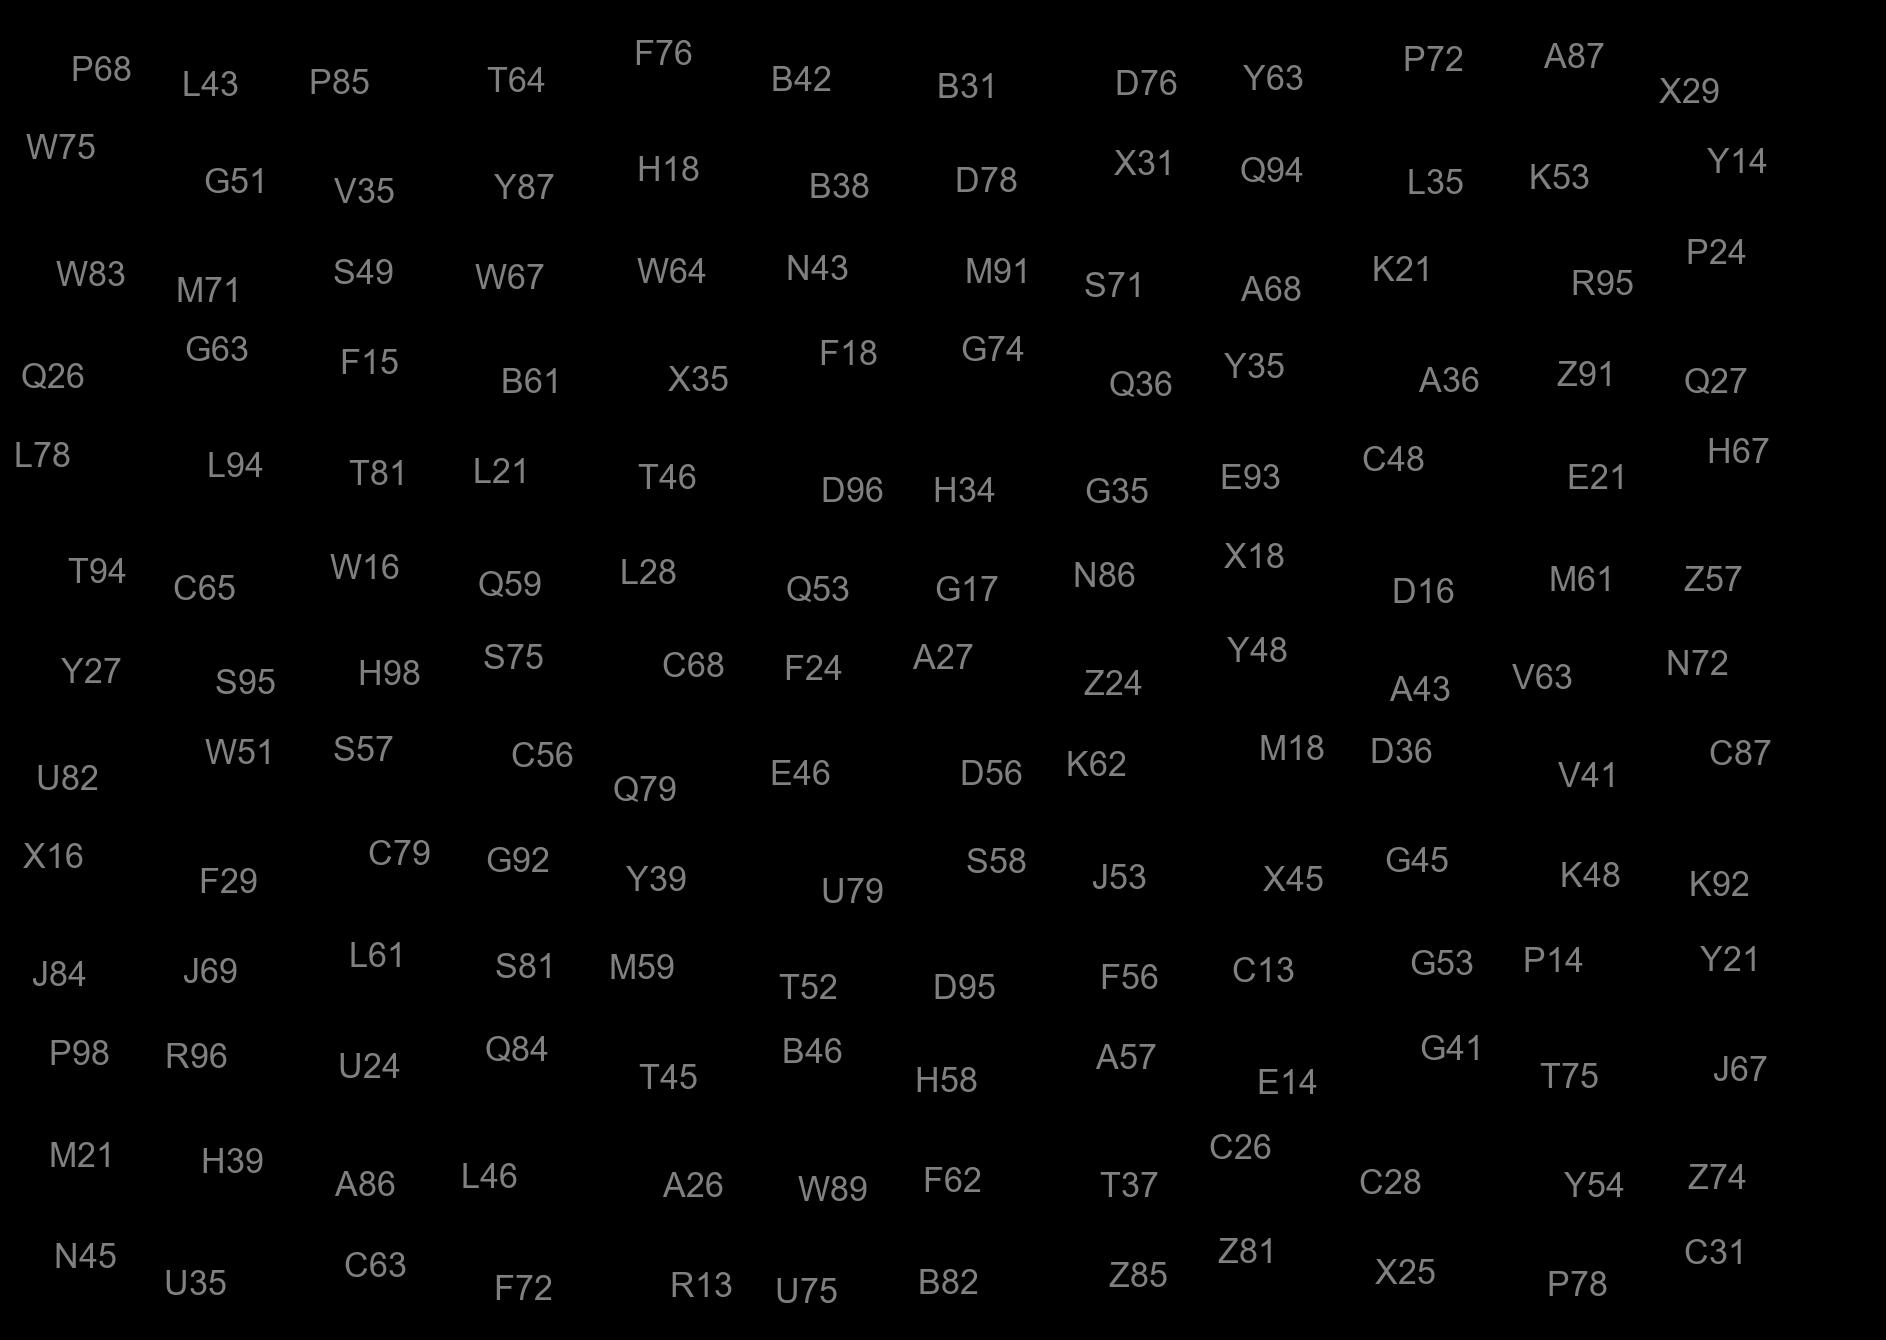 P68 L43 P85 T64 F76 B42 B31 D76 Y63 P72 A87 X29
W75 G51 V35 Y87 H18 B38 D78 X31 Q94 L35 K53 Y14
W83 M71 S49 W67 W64 N43 M91 S71 A68 K21 R95 P24
Q26 G63 F15 B61 X35 F18 G74 Q36 Y35 A36 Z91 Q27
L78 L94 T81 L21 T46 D96 H34 G35 E93 C48 E21 H67
T94 C65 W16 Q59 L28 Q53 G17 N86 X18 D16 M61 Z57
Y27 S95 H98 S75 C68 F24 A27 Z24 Y48 A43 V63 N72
U82 W51 S57 C56 Q79 E46 D56 K62 M18 D36 V41 C87
X16 F29 C79 G92 Y39 U79 S58 J53 X45 G45 K48 K92
J84 J69 L61 S81 M59 T52 D95 F56 C13 G53 P14 Y21
P98 R96 U24 Q84 T45 B46 H58 A57 E14 G41 T75 J67
M21 H39 A86 L46 A26 W89 F62 T37 C26 C28 Y54 Z74
N45 U35 C63 F72 R13 U75 B82 Z85 Z81 X25 P78 C31